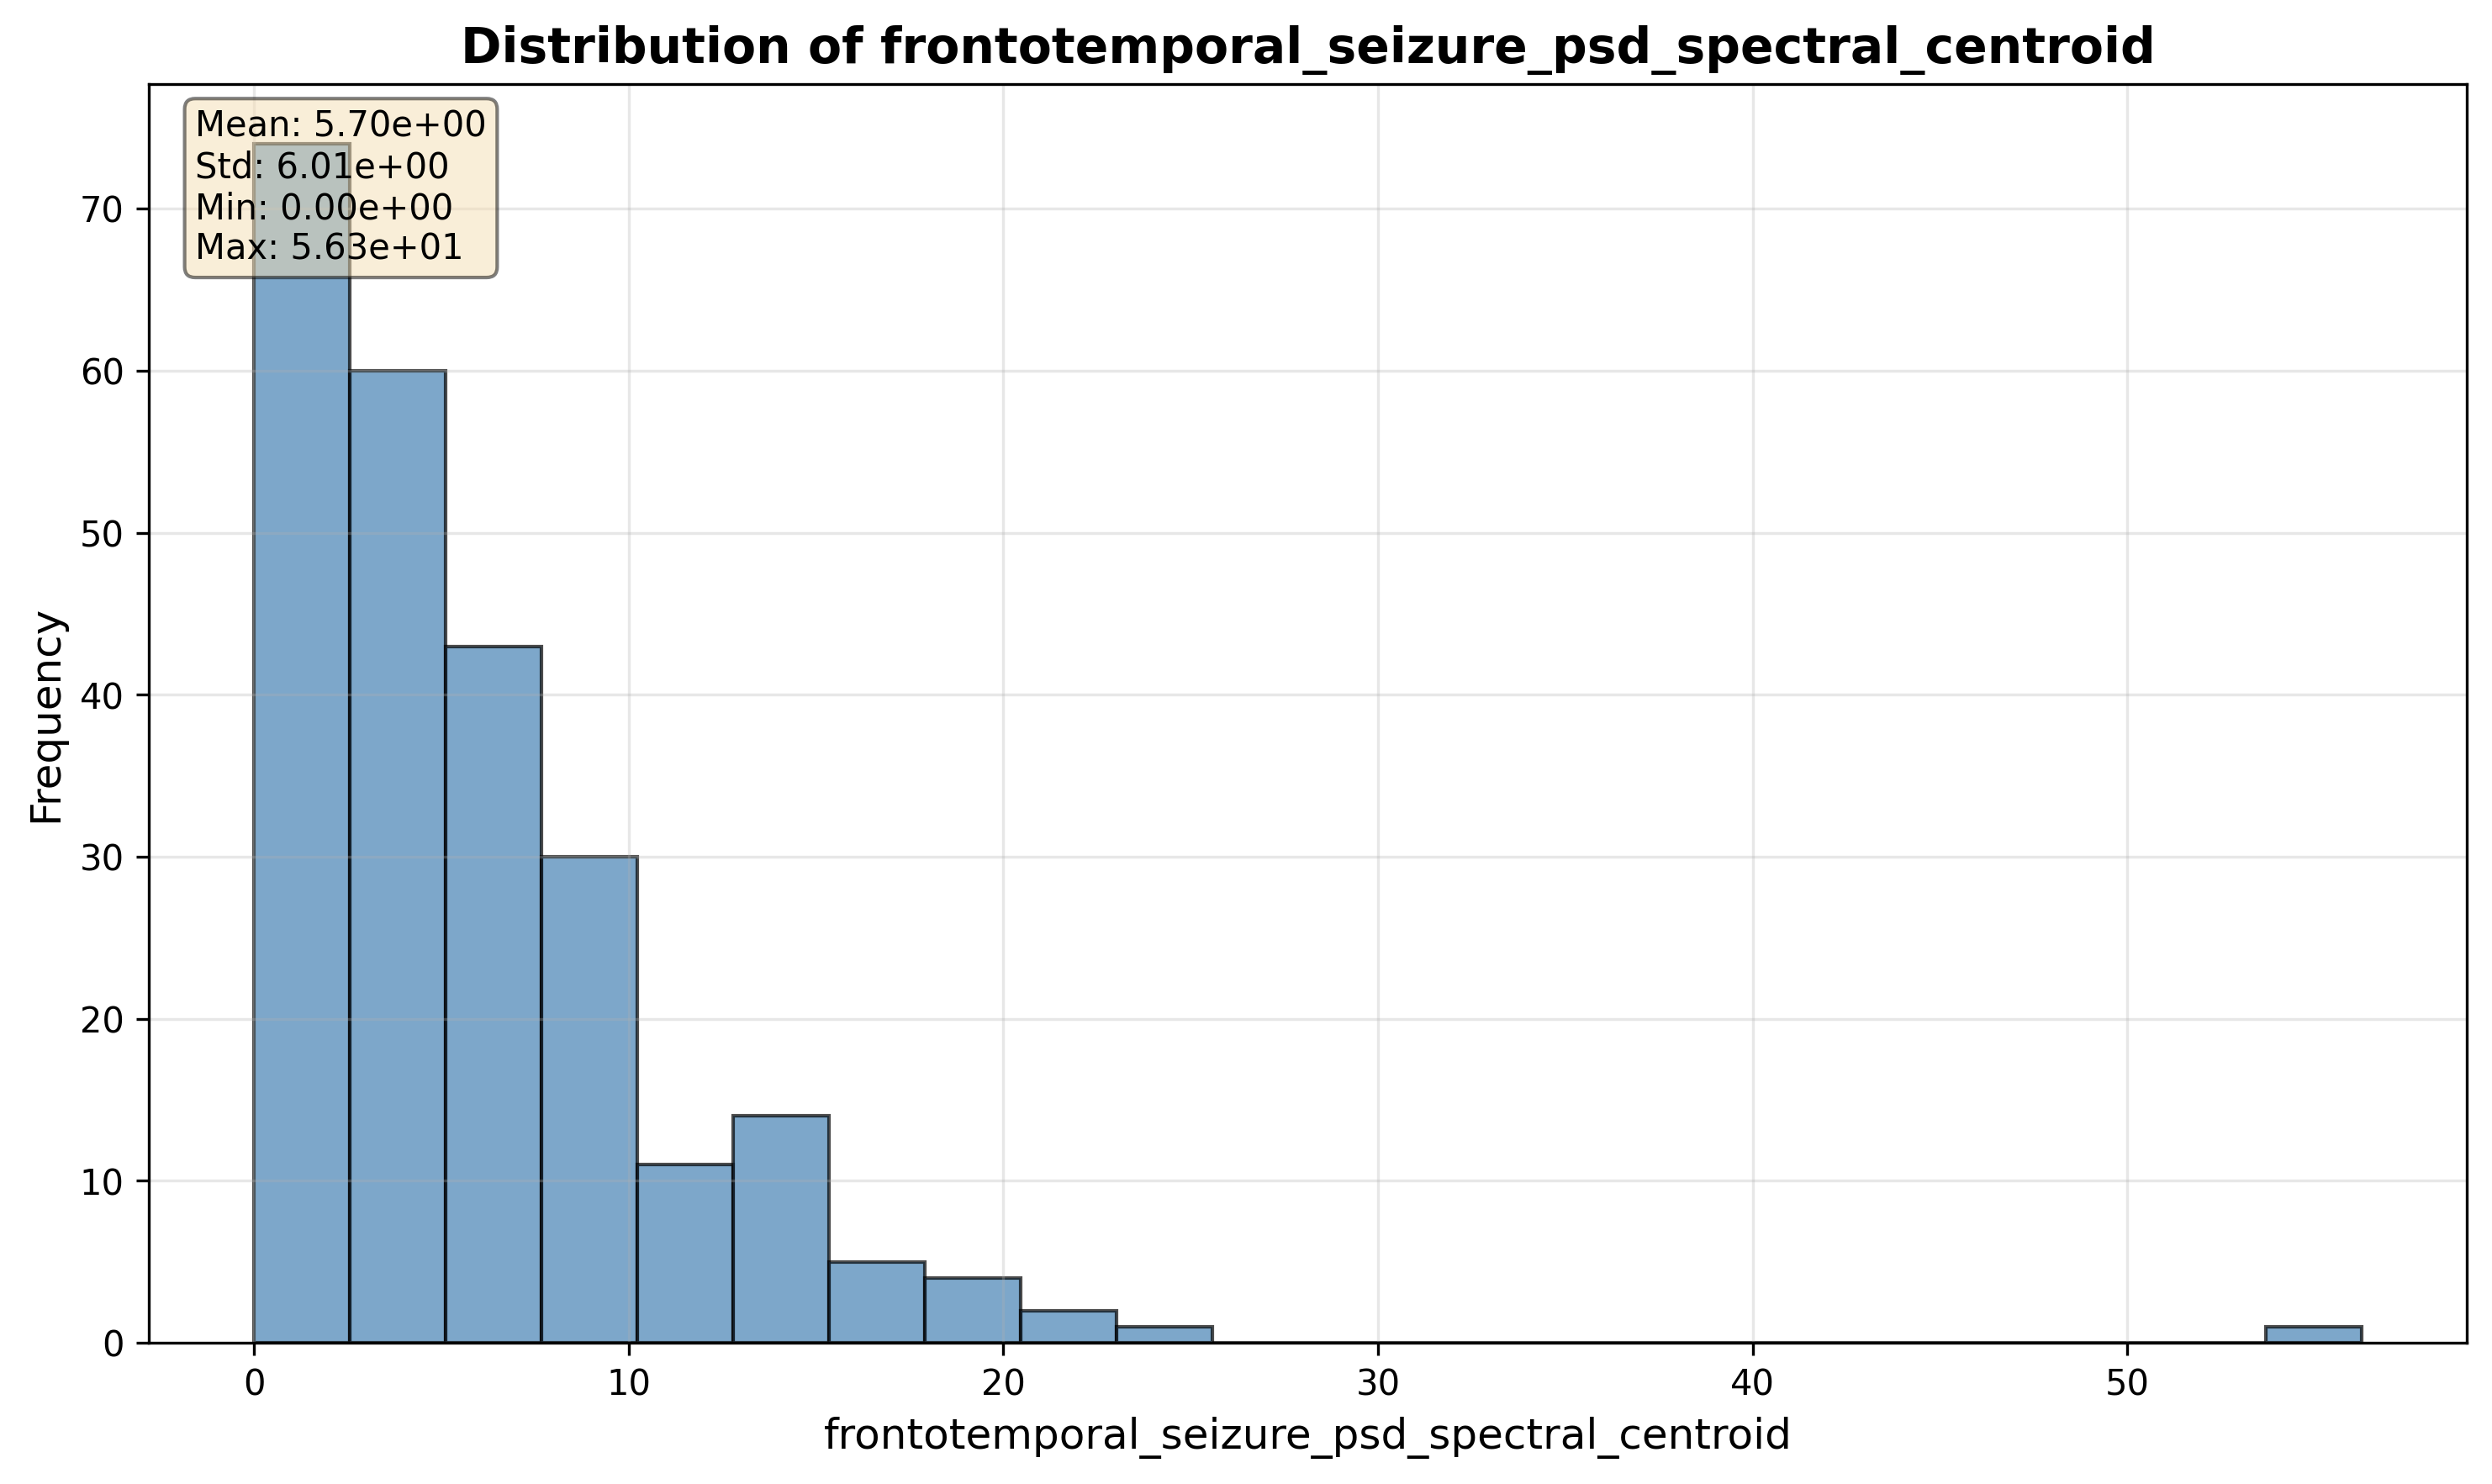 Distribution of frontotemporal_seizure_psd_spectral_centroid
Mean: 5.70e+00
Std: 6.01e+00
Min: 0.00e+00
Max: 5.63e+01
Frequency
70
60
50
40
30
20
10
0
0 10 20 30 40 50
frontotemporal_seizure_psd_spectral_centroid